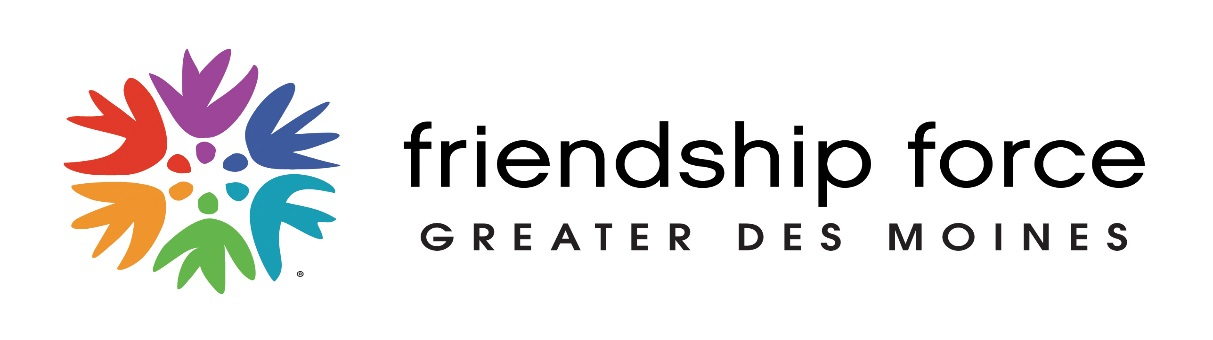 friendship force
GREATER DES MOINES
®